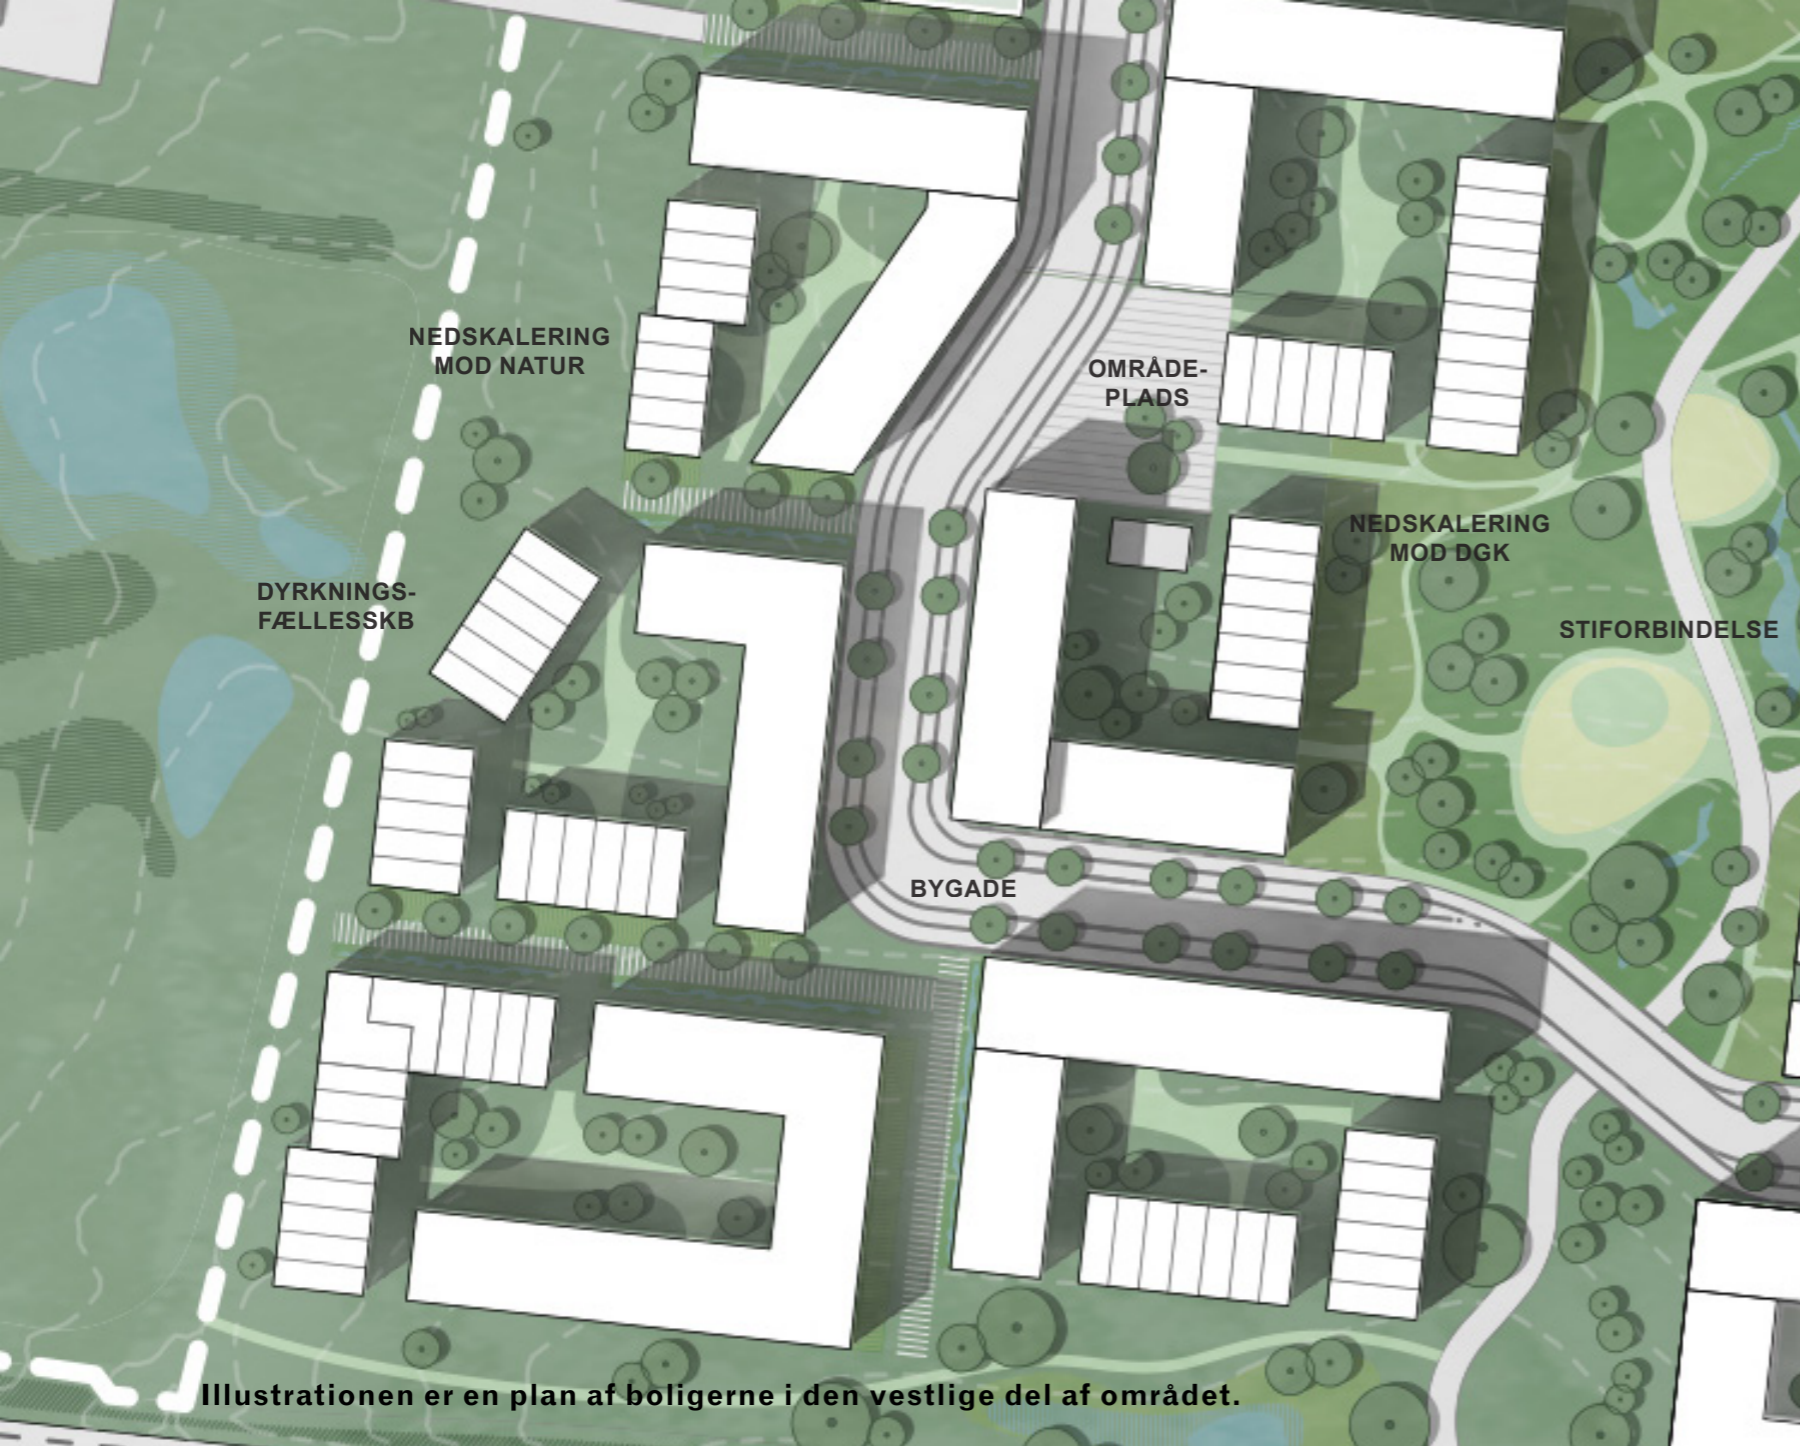 NEDSKALERING
MOD NATUR
OMRÅDE-
PLADS
NEDSKALERING
MOD DGK
DYRKNINGS-
FÆLLESSKB
STIFORBINDELSE
BYGADE
Illustrationen er en plan af boligerne i den vestlige del af området.